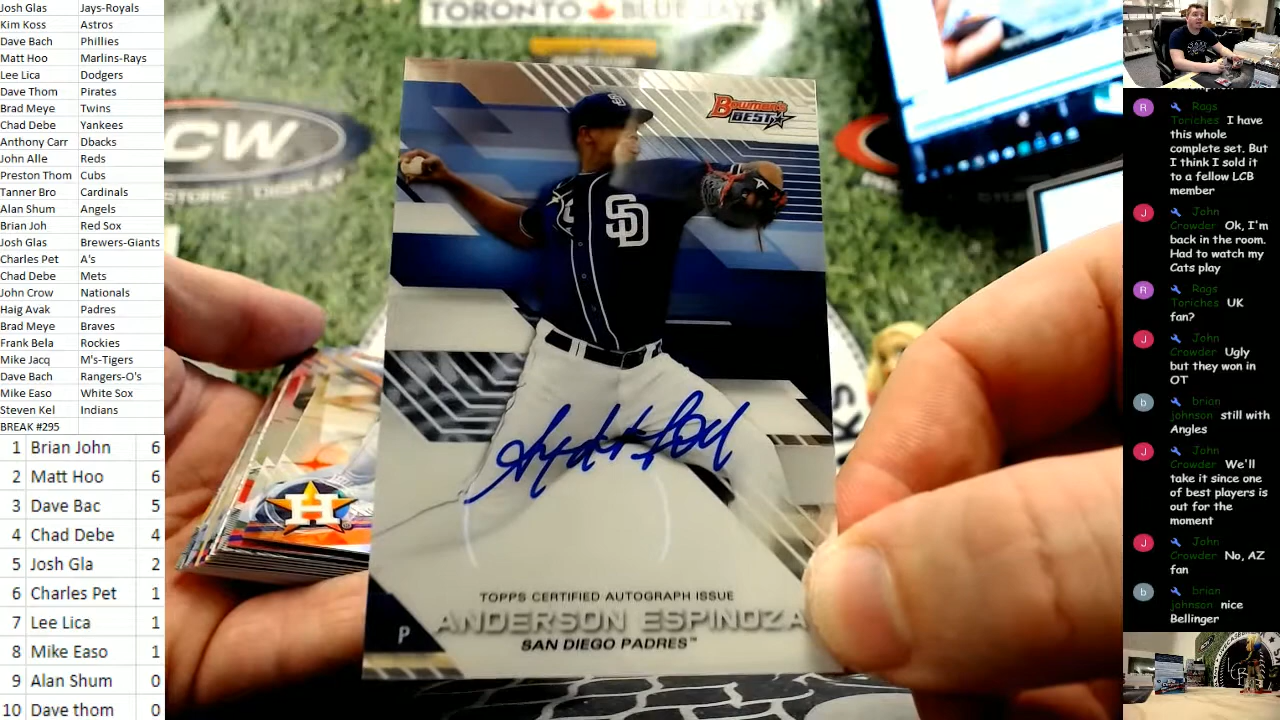 Josh Glas Jays-Royals
Kim Koss Astros
Dave Bach Phillies
Matt Hoo Marlins-Rays
Lee Lica Dodgers
Dave Thom Pirates
Brad Meye Twins
Chad Debe Yankees
Anthony Carr Dbacks
John Alle Reds
Preston Thom Cubs
Tanner Bro Cardinals
Alan Shum Angels
Brian Joh Red Sox
Josh Glas Brewers-Giants
Charles Pet A's
Chad Debe Mets
John Crow Nationals
Haig Avak Padres
Brad Meye Braves
Frank Bela Rockies
Mike Jacq M's-Tigers
Dave Bach Rangers-O's
Mike Easo White Sox
Steven Kel Indians
BREAK #295
1 Brian John 6
2 Matt Hoo 6
3 Dave Bac 5
4 Chad Debe 4
5 Josh Gla 2
6 Charles Pet 1
7 Lee Lica 1
8 Mike Easo 1
9 Alan Shum 0
10 Dave thom 0
TORONTO BLUE JAYS
CW
DISPLAY
BOWMAN'S
BEST
SD
SD
H
TOPPS CERTIFIED AUTOGRAPH ISSUE
ANDERSON ESPINOZA
P
SAN DIEGO PADRES™
R Rags
Toriches I have
this whole
complete set. But
I think I sold it
to a fellow LCB
member
J John
Crowder Ok, I'm
back in the room.
Had to watch my
Cats play
R Rags
Toriches UK
fan?
J John
Crowder Ugly
but they won in
OT
b brian
johnson still with
Angles
J John
Crowder We'll
take it since one
of best players is
out for the
moment
J John
Crowder No, AZ
fan
b brian
johnson nice
Bellinger